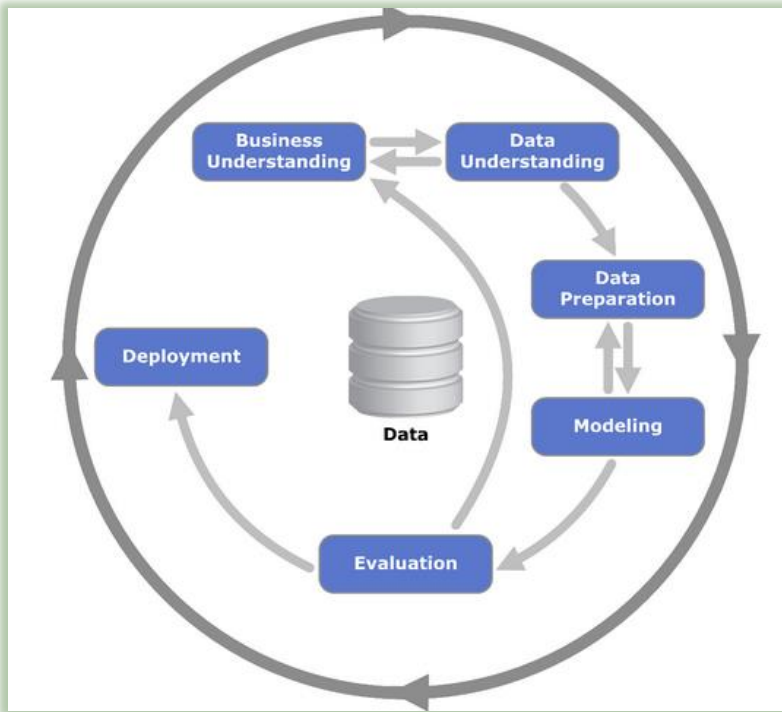 Business
Understanding
Data
Understanding
Data
Preparation
Deployment
Data
Modeling
Evaluation